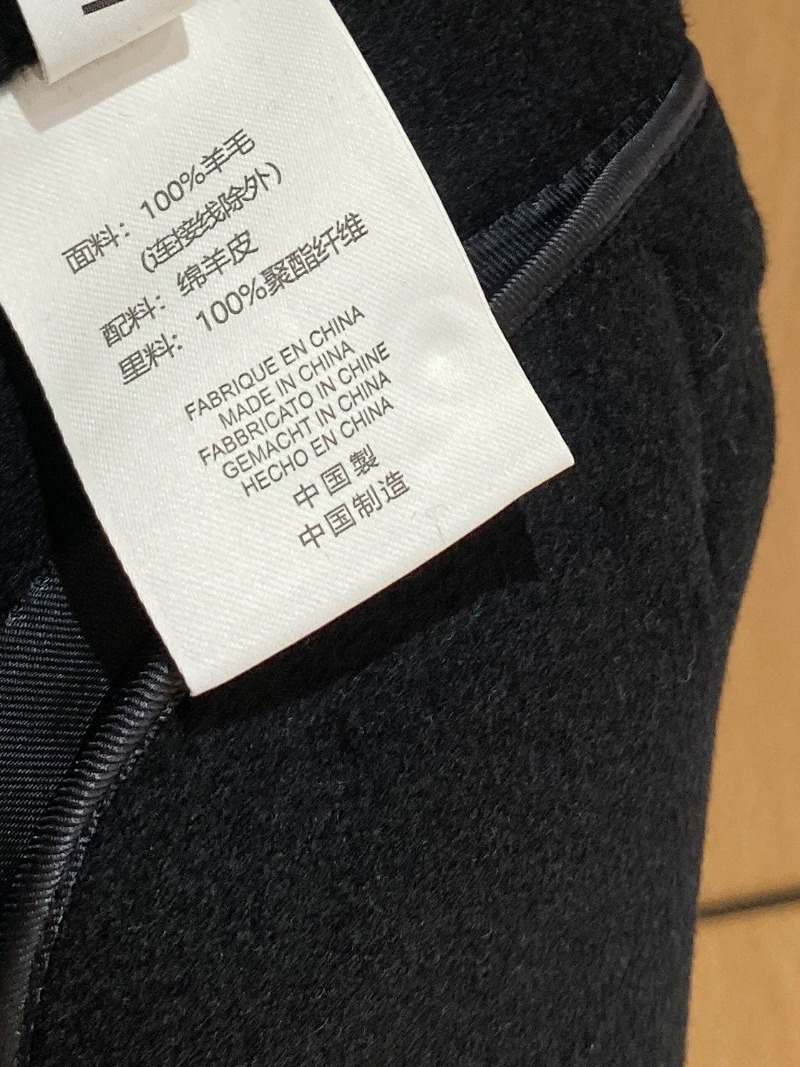 面料：100%羊毛
(连接线除外)
配料：绵羊皮
里料：100%聚酯纤维
FABRIQUE EN CHINA
MADE IN CHINA
FABBRICATO IN CHINE
GEMACHT IN CHINA
HECHO EN CHINA
中国製
中国制造